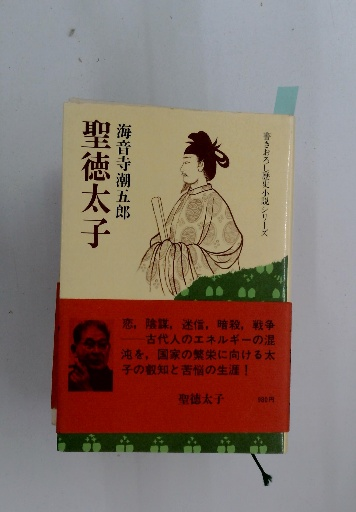 書きおろし歴史小説シリーズ
海音寺潮五郎
聖徳太子
恋，陰謀，迷信，暗殺，戦争
──古代人のエネルギーの混
沌を，国家の繁栄に向ける太
子の叡知と苦悩の生涯！
聖徳太子